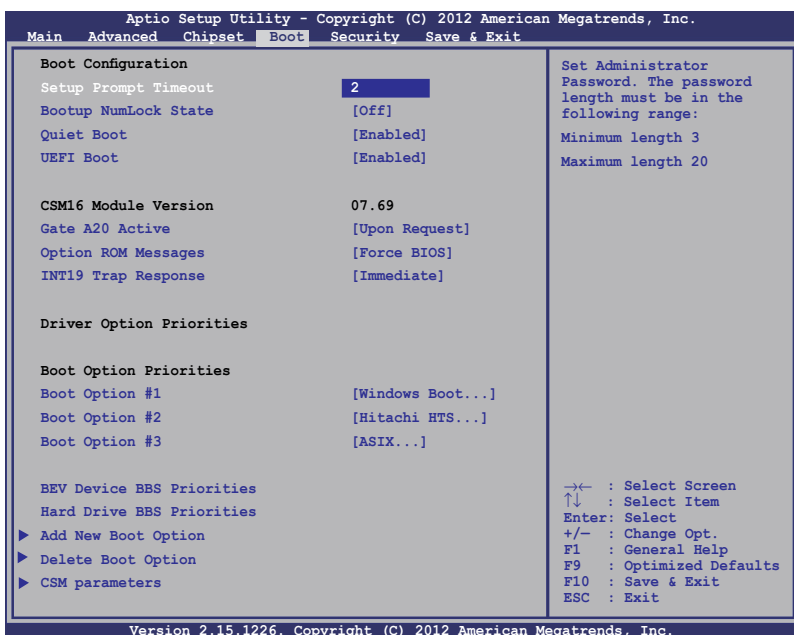 Aptio Setup Utility - Copyright (C) 2012 American Megatrends, Inc.
Main Advanced Chipset Boot Security Save & Exit
Boot Configuration
Setup Prompt Timeout 2
Bootup NumLock State [Off]
Quiet Boot [Enabled]
UEFI Boot [Enabled]
CSM16 Module Version 07.69
Gate A20 Active [Upon Request]
Option ROM Messages [Force BIOS]
INT19 Trap Response [Immediate]
Driver Option Priorities
Boot Option Priorities
Boot Option #1 [Windows Boot...]
Boot Option #2 [Hitachi HTS...]
Boot Option #3 [ASIX...]
BEV Device BBS Priorities
Hard Drive BBS Priorities
Add New Boot Option
Delete Boot Option
CSM parameters
Set Administrator
Password. The password
length must be in the
following range:
Minimum length 3
Maximum length 20
→← : Select Screen
↑↓ : Select Item
Enter: Select
+/− : Change Opt.
F1 : General Help
F9 : Optimized Defaults
F10 : Save & Exit
ESC : Exit
Version 2.15.1226. Copyright (C) 2012 American Megatrends, Inc.